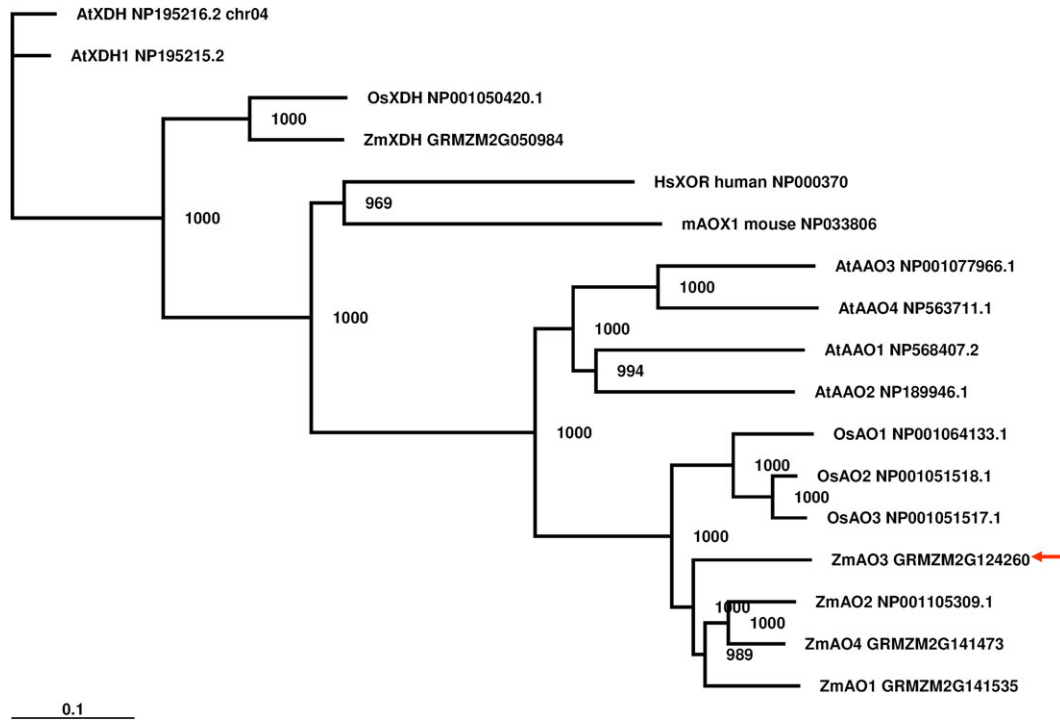 AtXDH NP195216.2 chr04
AtXDH1 NP195215.2
OsXDH NP001050420.1
1000
ZmXDH GRMZM2G050984
HsXOR human NP000370
969
1000
mAOX1 mouse NP033806
AtAAO3 NP001077966.1
1000
AtAAO4 NP563711.1
1000
1000
AtAAO1 NP568407.2
994
AtAAO2 NP189946.1
1000
OsAO1 NP001064133.1
1000
OsAO2 NP001051518.1
1000
OsAO3 NP001051517.1
1000
ZmAO3 GRMZM2G124260
ZmAO2 NP001105309.1
1000
1000
ZmAO4 GRMZM2G141473
989
ZmAO1 GRMZM2G141535
0.1